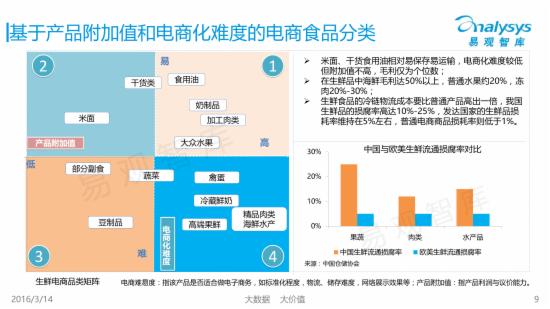 基于产品附加值和电商化难度的电商食品分类
analysys
易观智库
2
易
1
干货类
食用油
米面
奶制品
加工肉类
大众水果
产品附加值
高
低
部分副食
蔬菜
禽蛋
冷藏鲜奶
豆制品
高端果鲜
精品肉类
海鲜水产
电商化难度
3
难
4
生鲜电商品类矩阵
➢ 米面、干货食用油相对易保存易运输，电商化难度较低
但附加值不高，毛利仅为个位数；
➢ 在生鲜品中海鲜毛利达50%以上，普通水果约20%，冻
肉20%-30%；
➢ 生鲜食品的冷链物流成本要比普通产品高出一倍，我国
生鲜品的损腐率高达10%-25%，发达国家的生鲜品损
耗率维持在5%左右，普通电商商品损耗率则低于1%。
中国与欧美生鲜流通损腐率对比
30%
20%
10%
0%
果蔬
肉类
水产品
中国生鲜流通损腐率
欧美生鲜流通损腐率
来源：中国仓储协会
电商难易度：指该产品是否适合做电子商务，如标准化程度，物流、储存难度，网络展示效果等；产品附加值：指产品利润与议价能力。
2016/3/14
大数据 大价值
9
易观智库
易观智库